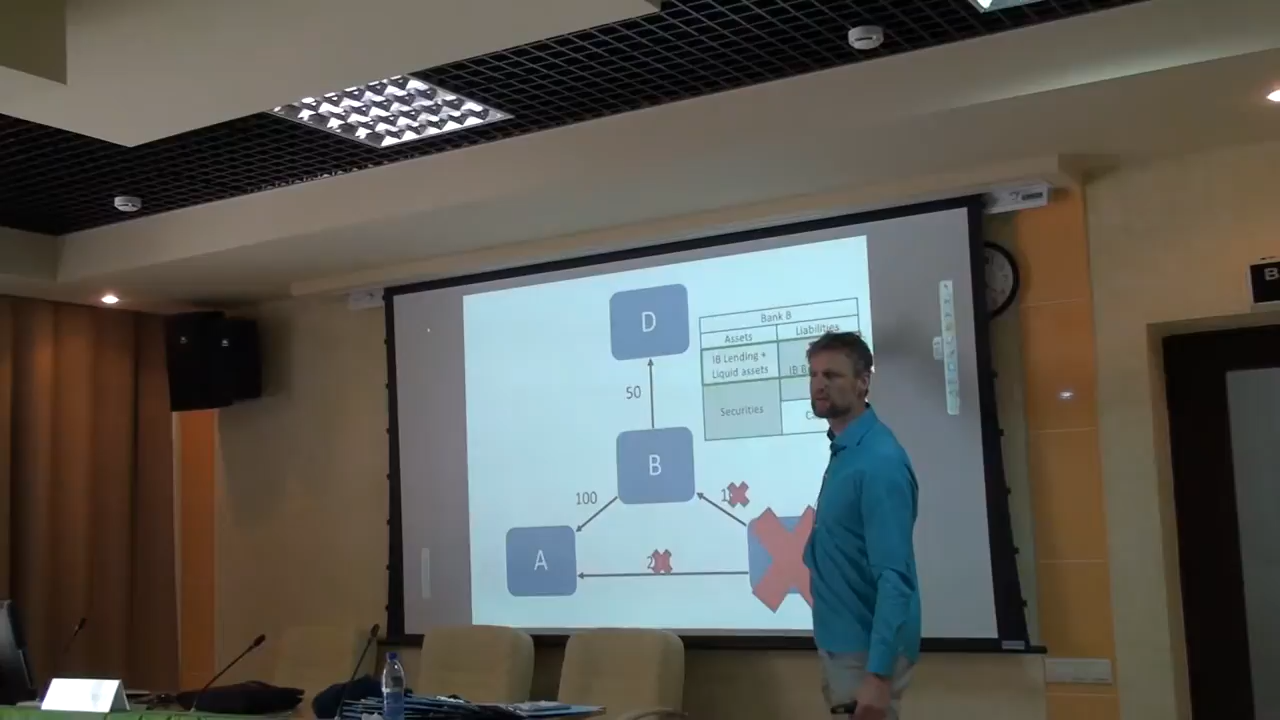 D
Bank B
Assets
Liabilities
IB Lending +
Liquid assets
IB
Securities
50
B
100
A